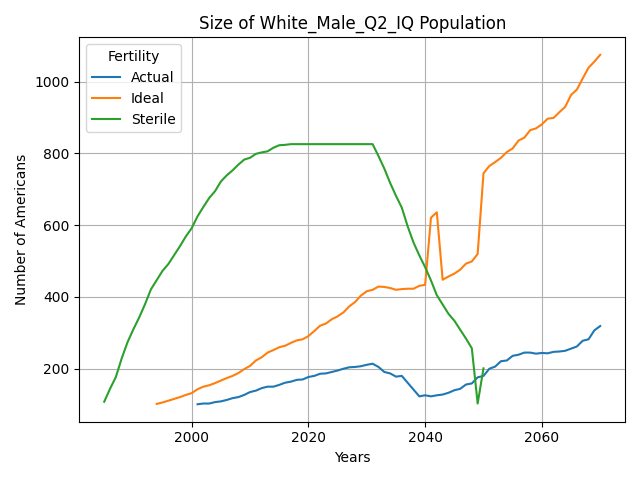 Size of White_Male_Q2_IQ Population
Fertility
Actual
Ideal
Sterile
Number of Americans
1000
800
600
400
200
2000
2020
2040
2060
Years